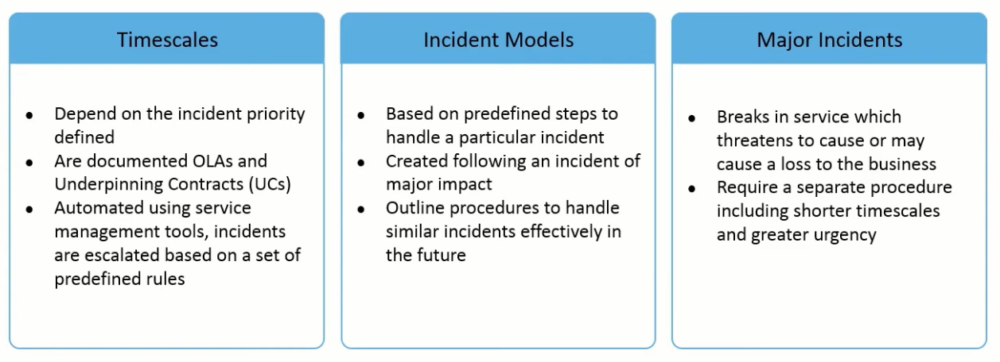 Timescales
● Depend on the incident priority
defined
● Are documented OLAs and
Underpinning Contracts (UCs)
● Automated using service
management tools, incidents
are escalated based on a set of
predefined rules
Incident Models
● Based on predefined steps to
handle a particular incident
● Created following an incident of
major impact
● Outline procedures to handle
similar incidents effectively in
the future
Major Incidents
● Breaks in service which
threatens to cause or may
cause a loss to the business
● Require a separate procedure
including shorter timescales
and greater urgency